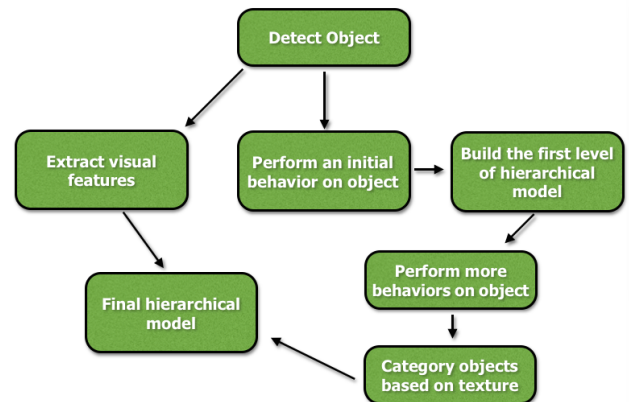 Detect Object
Extract visual
features
Perform an initial
behavior on object
Build the first level
of hierarchical
model
Perform more
behaviors on object
Final hierarchical
model
Category objects
based on texture